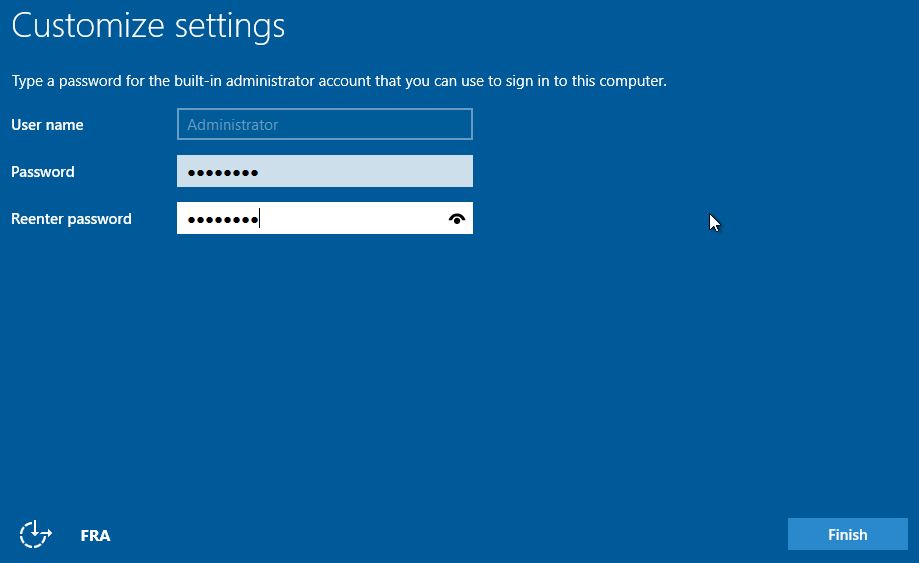 Customize settings
Type a password for the built-in administrator account that you can use to sign in to this computer.
User name
Administrator
Password
●●●●●●●●
Reenter password
●●●●●●●●
FRA
Finish